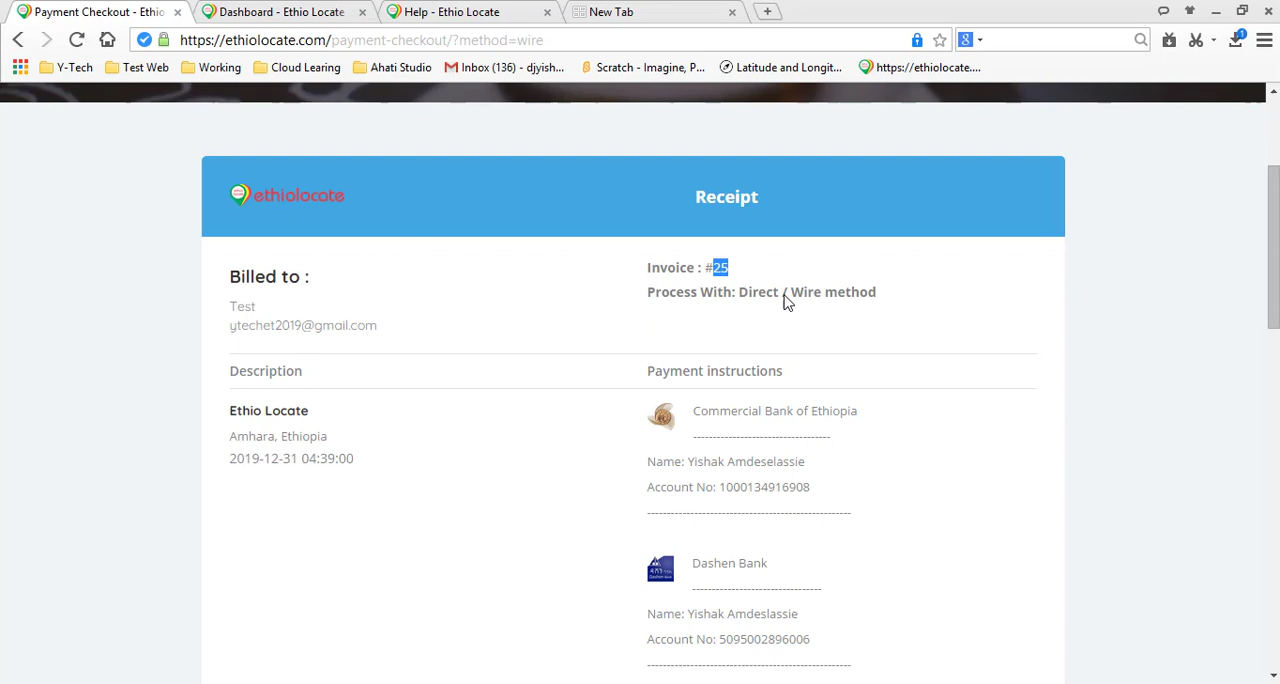 Payment Checkout - Ethio
Dashboard - Ethio Locate
Help - Ethio Locate
New Tab
https://ethiolocate.com/payment-checkout/?method=wire
Y-Tech
Test Web
Working
Cloud Learing
Ahati Studio
Inbox (136) - djyish...
Scratch - Imagine, P...
Latitude and Longit...
https://ethiolocate....
1
ethiolocate
Receipt
Billed to :
Test
ytechet2019@gmail.com
Invoice : #25
Process With: Direct / Wire method
Description
Payment instructions
Ethio Locate
Amhara, Ethiopia
2019-12-31 04:39:00
Commercial Bank of Ethiopia
-----------------------------------
Name: Yishak Amdeselassie
Account No: 1000134916908
----------------------------------------------------
Dashen Bank
---------------------------------
Name: Yishak Amdeslassie
Account No: 5095002896006
----------------------------------------------------